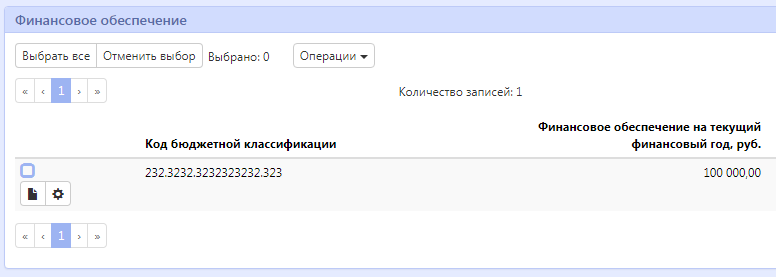 Финансовое обеспечение
Выбрать все Отменить выбор Выбрано: 0 Операции
« ‹ 1 › » Количество записей: 1
Код бюджетной классификации Финансовое обеспечение на текущий
финансовый год, руб.
232.3232.3232323232.323 100 000,00
« ‹ 1 › »